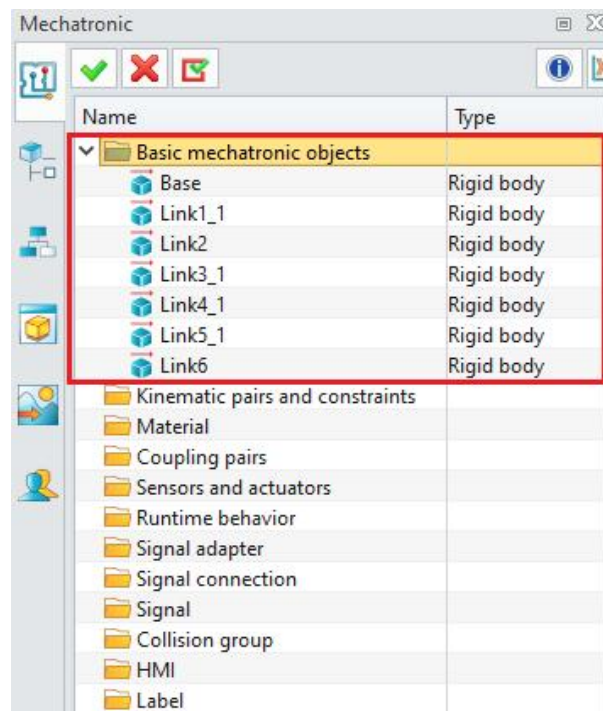 Mechatronic
Name Type
Basic mechatronic objects
Base Rigid body
Link1_1 Rigid body
Link2 Rigid body
Link3_1 Rigid body
Link4_1 Rigid body
Link5_1 Rigid body
Link6 Rigid body
Kinematic pairs and constraints
Material
Coupling pairs
Sensors and actuators
Runtime behavior
Signal adapter
Signal connection
Signal
Collision group
HMI
Label